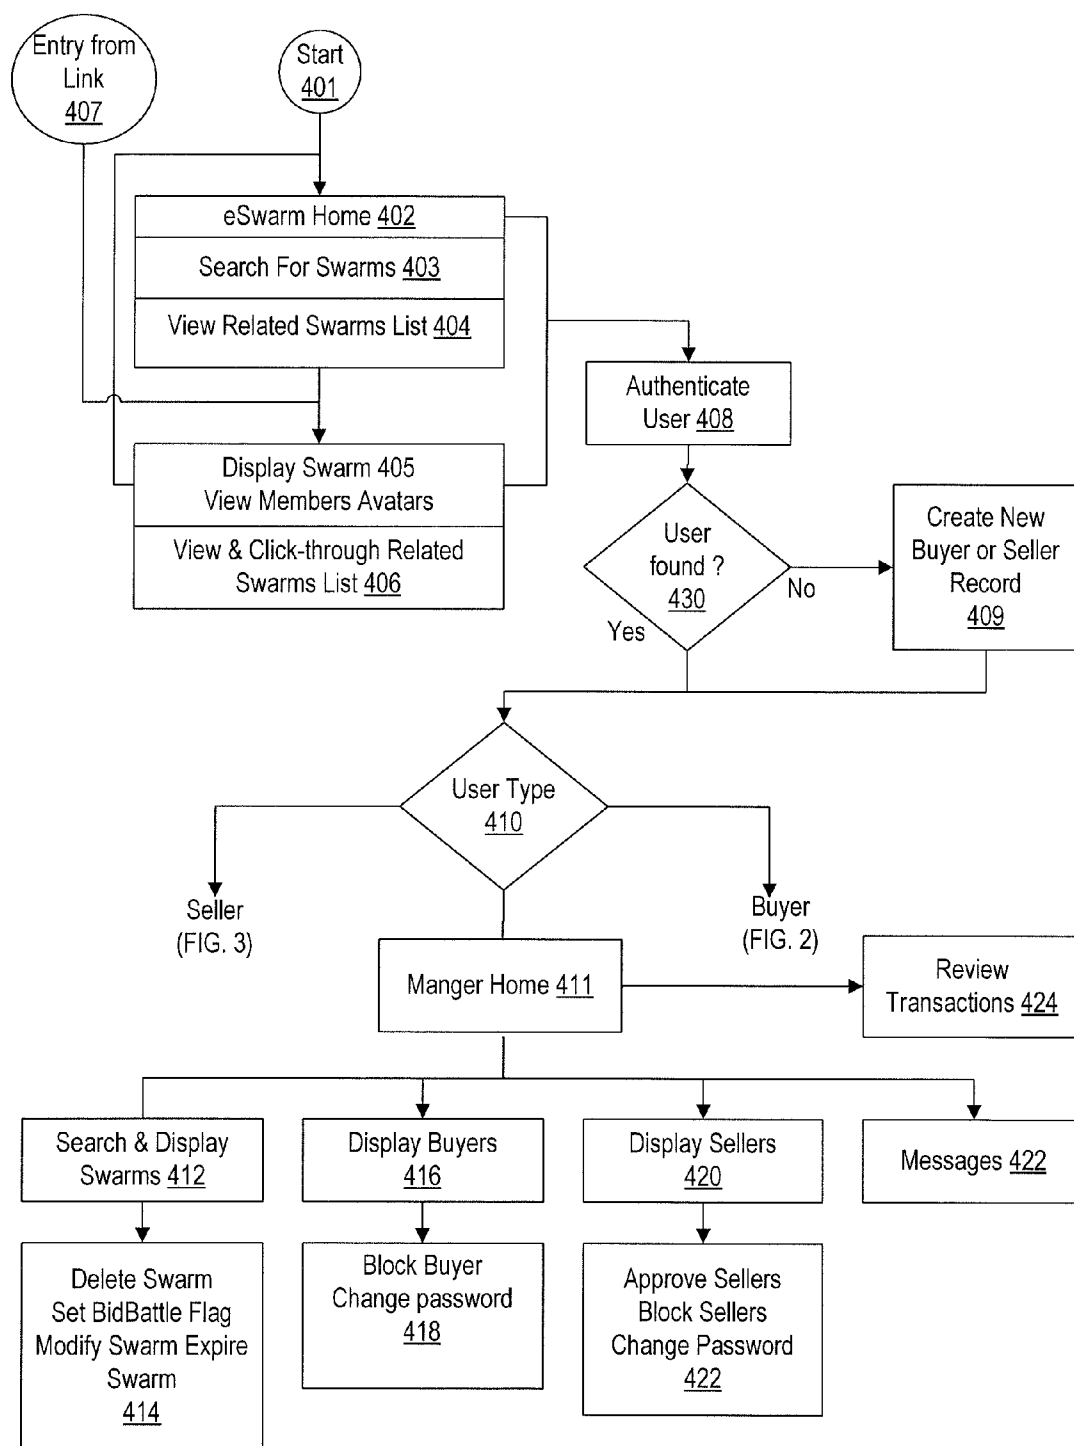 Entry from
Link
407
Start
401
eSwarm Home 402
Search For Swarms 403
View Related Swarms List 404
Authenticate
User 408
Display Swarm 405
View Members Avatars
View & Click-through Related
Swarms List 406
User
found ?
430
No
Yes
Create New
Buyer or Seller
Record
409
User Type
410
Seller
(FIG. 3)
Buyer
(FIG. 2)
Manger Home 411
Review
Transactions 424
Search & Display
Swarms 412
Display Buyers
416
Display Sellers
420
Messages 422
Delete Swarm
Set BidBattle Flag
Modify Swarm Expire
Swarm
414
Block Buyer
Change password
418
Approve Sellers
Block Sellers
Change Password
422